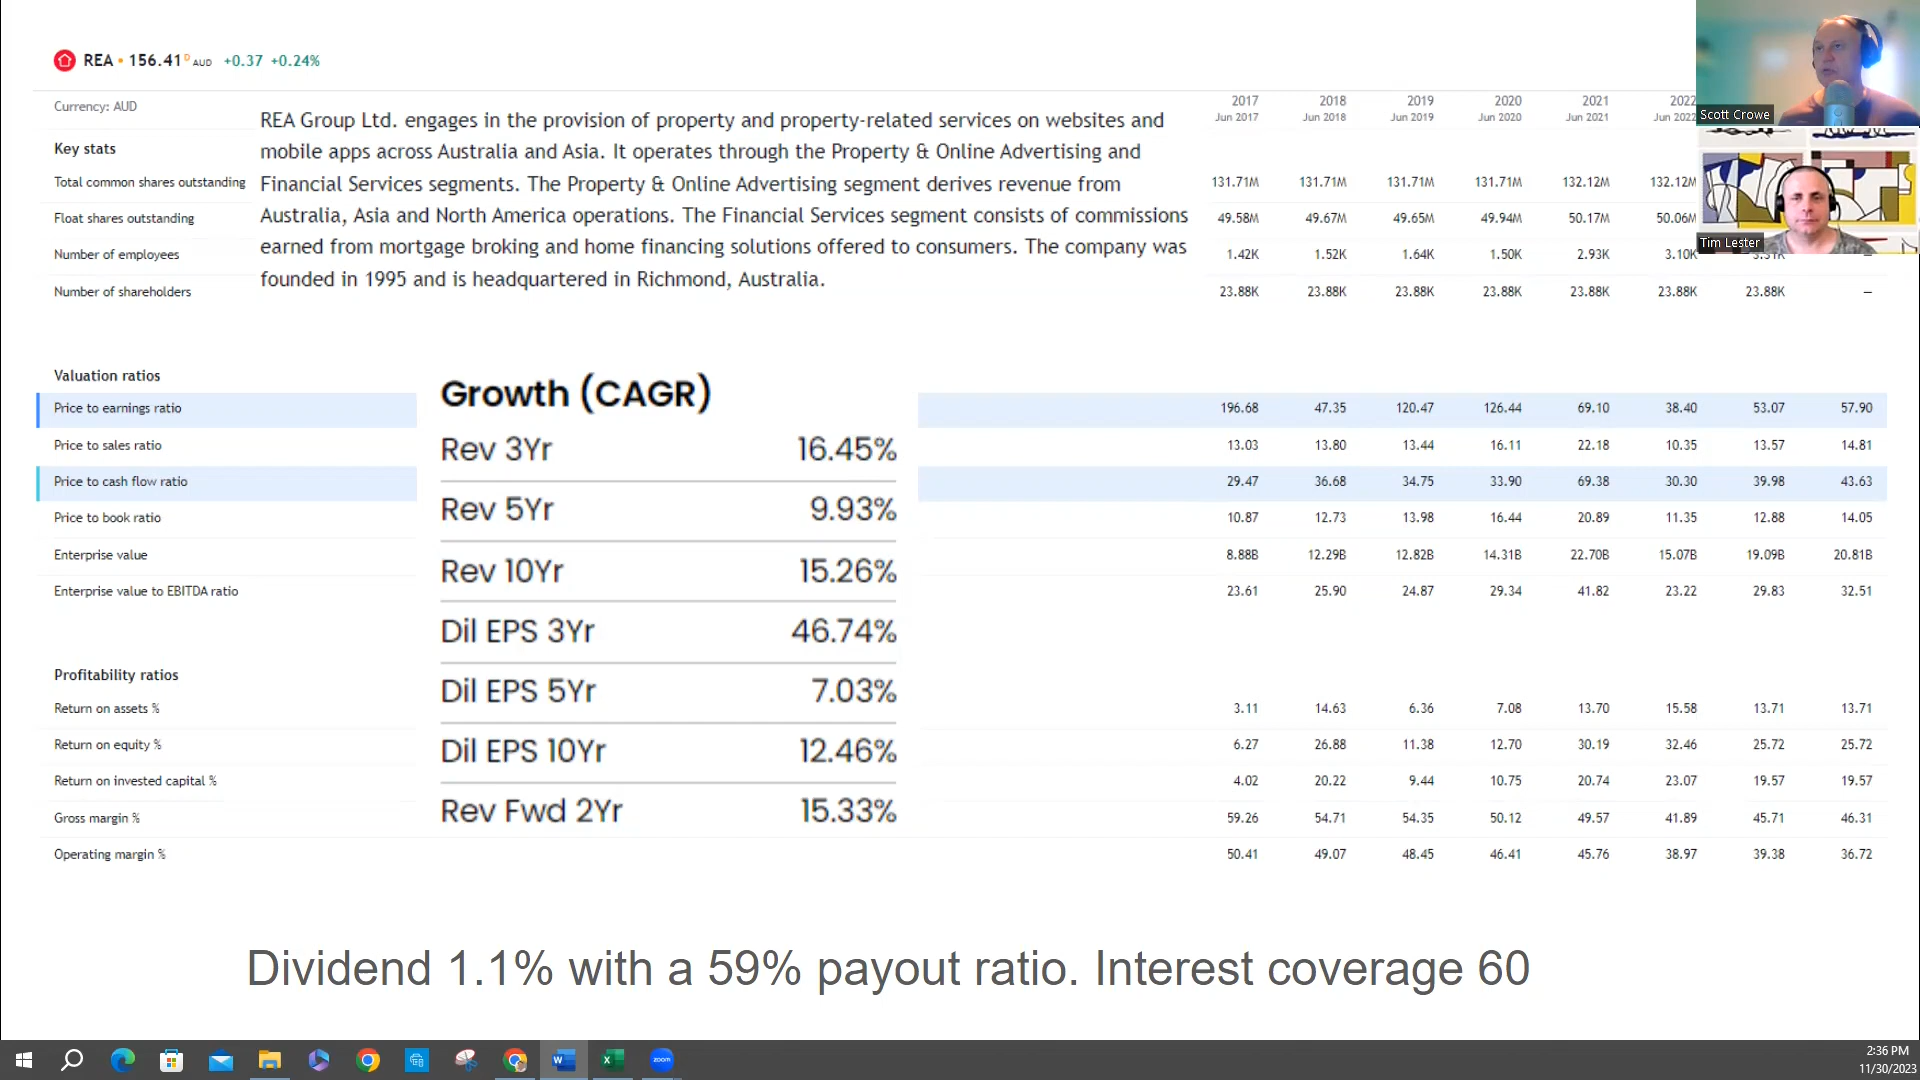 REA • 156.41 D AUD +0.37 +0.24%
Currency: AUD
2017 2018 2019 2020 2021 2022
Jun 2017 Jun 2018 Jun 2019 Jun 2020 Jun 2021 Jun 2022
REA Group Ltd. engages in the provision of property and property-related services on websites and
mobile apps across Australia and Asia. It operates through the Property & Online Advertising and
Financial Services segments. The Property & Online Advertising segment derives revenue from
Australia, Asia and North America operations. The Financial Services segment consists of commissions
earned from mortgage broking and home financing solutions offered to consumers. The company was
founded in 1995 and is headquartered in Richmond, Australia.
Key stats
Total common shares outstanding 131.71M 131.71M 131.71M 131.71M 132.12M 132.12M
Float shares outstanding 49.58M 49.67M 49.65M 49.94M 50.17M 50.06M
Number of employees 1.42K 1.52K 1.64K 1.50K 2.93K 3.10K —
Number of shareholders 23.88K 23.88K 23.88K 23.88K 23.88K 23.88K 23.88K —
Scott Crowe
Tim Lester
Valuation ratios
Price to earnings ratio 196.68 47.35 120.47 126.44 69.10 38.40 53.07 57.90
Price to sales ratio 13.03 13.80 13.44 16.11 22.18 10.35 13.57 14.81
Price to cash flow ratio 29.47 36.68 34.75 33.90 69.38 30.30 39.98 43.63
Price to book ratio 10.87 12.73 13.98 16.44 20.89 11.35 12.88 14.05
Enterprise value 8.88B 12.29B 12.82B 14.31B 22.70B 15.07B 19.09B 20.81B
Enterprise value to EBITDA ratio 23.61 25.90 24.87 29.34 41.82 23.22 29.83 32.51
Growth (CAGR)
Rev 3Yr 16.45%
Rev 5Yr 9.93%
Rev 10Yr 15.26%
Dil EPS 3Yr 46.74%
Dil EPS 5Yr 7.03%
Dil EPS 10Yr 12.46%
Rev Fwd 2Yr 15.33%
Profitability ratios
Return on assets % 3.11 14.63 6.36 7.08 13.70 15.58 13.71 13.71
Return on equity % 6.27 26.88 11.38 12.70 30.19 32.46 25.72 25.72
Return on invested capital % 4.02 20.22 9.44 10.75 20.74 23.07 19.57 19.57
Gross margin % 59.26 54.71 54.35 50.12 49.57 41.89 45.71 46.31
Operating margin % 50.41 49.07 48.45 46.41 45.76 38.97 39.38 36.72
Dividend 1.1% with a 59% payout ratio. Interest coverage 60
zoom
2:36 PM
11/30/2023